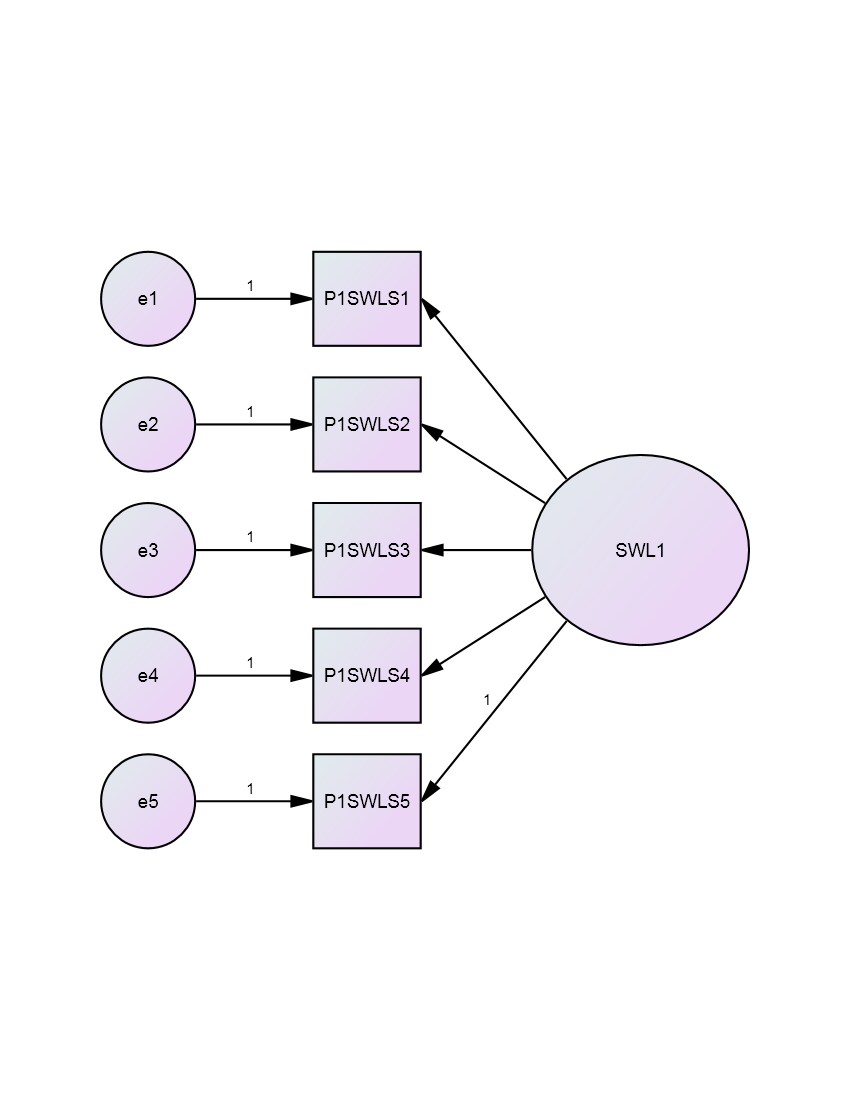 e1 1 P1SWLS1
e2 1 P1SWLS2
e3 1 P1SWLS3
SWL1
e4 1 P1SWLS4
1
e5 1 P1SWLS5